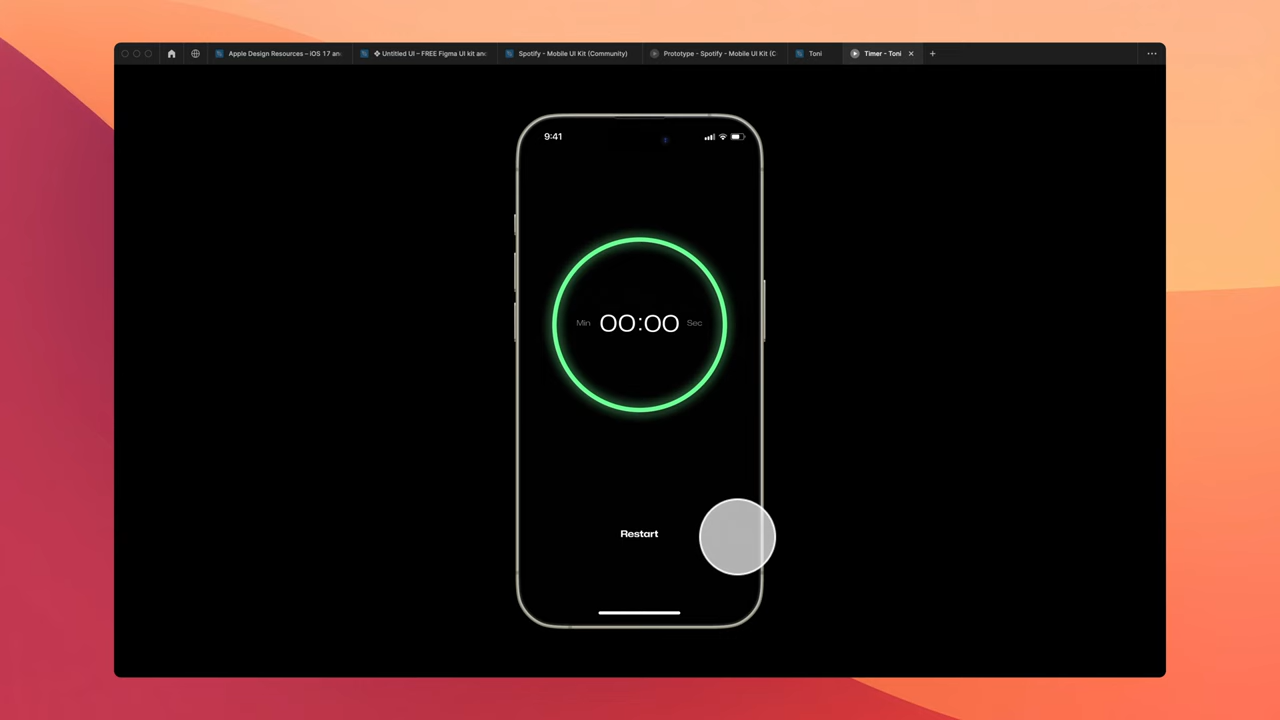 Apple Design Resources – iOS 17 an
Untitled UI – FREE Figma UI kit an
Spotify - Mobile UI Kit (Community)
Prototype - Spotify - Mobile UI Kit (C
Toni
Timer - Toni
9:41
Min 00:00 Sec
Restart